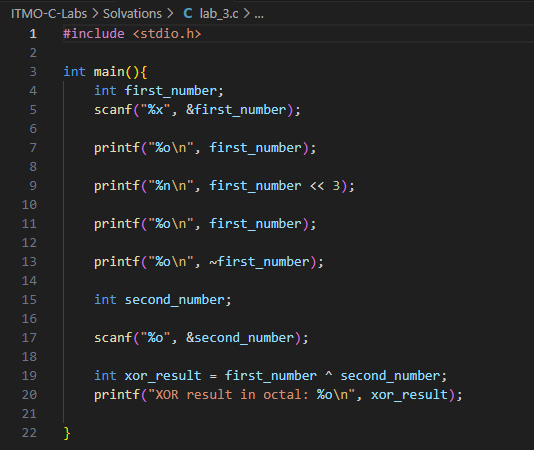 ITMO-C-Labs > Solvations > C lab_3.c > ...
1 #include <stdio.h>
2
3 int main(){
4     int first_number;
5     scanf("%x", &first_number);
6
7     printf("%o\n", first_number);
8
9     printf("%n\n", first_number << 3);
10
11     printf("%o\n", first_number);
12
13     printf("%o\n", ~first_number);
14
15     int second_number;
16
17     scanf("%o", &second_number);
18
19     int xor_result = first_number ^ second_number;
20     printf("XOR result in octal: %o\n", xor_result);
21
22 }